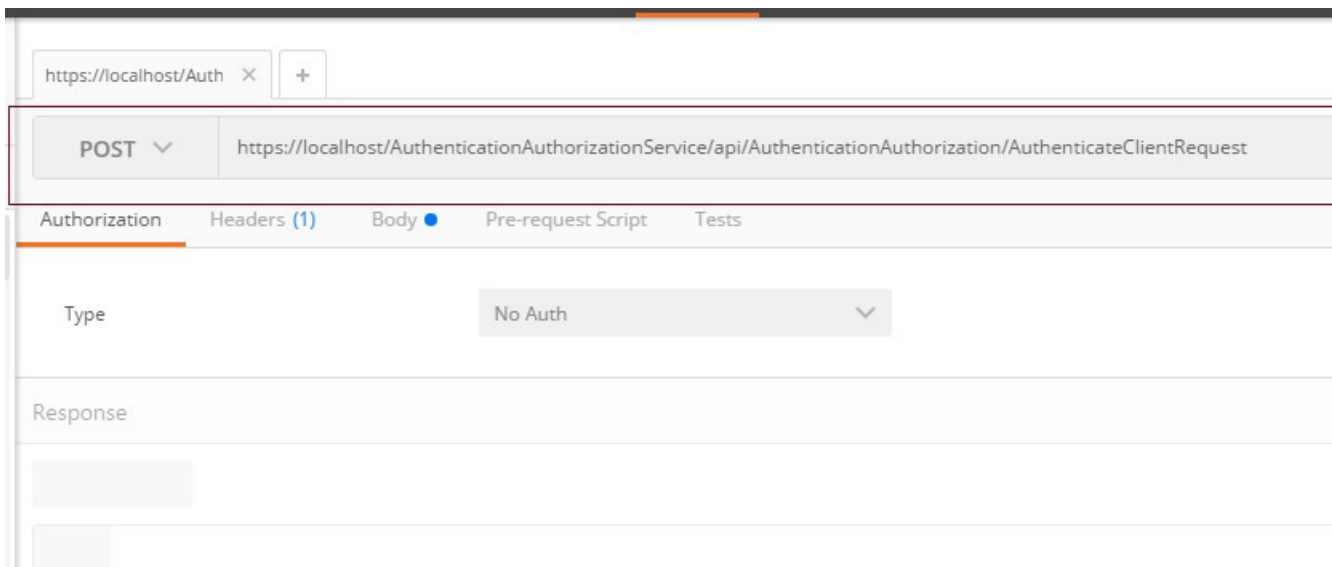 https://localhost/Auth
POST https://localhost/AuthenticationAuthorizationService/api/AuthenticationAuthorization/AuthenticateClientRequest
Authorization Headers (1) Body Pre-request Script Tests
Type No Auth
Response